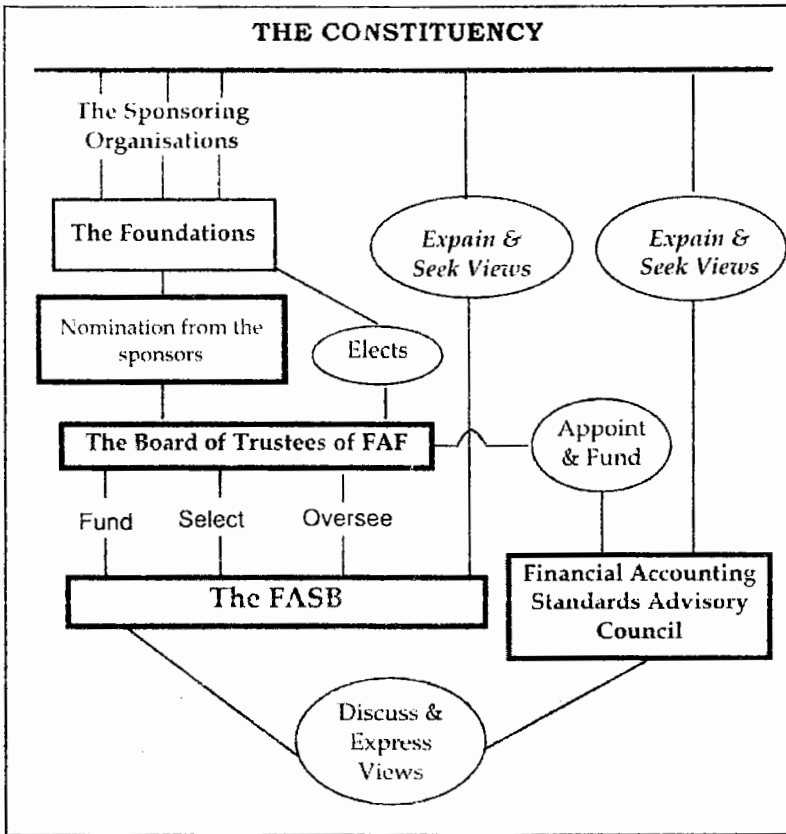 THE CONSTITUENCY
The Sponsoring
Organisations
The Foundations
Expain &
Seek Views
Expain &
Seek Views
Nomination from the
sponsors
Elects
The Board of Trustees of FAF
Appoint
& Fund
Fund
Select
Oversee
The FASB
Financial Accounting
Standards Advisory
Council
Discuss &
Express
Views